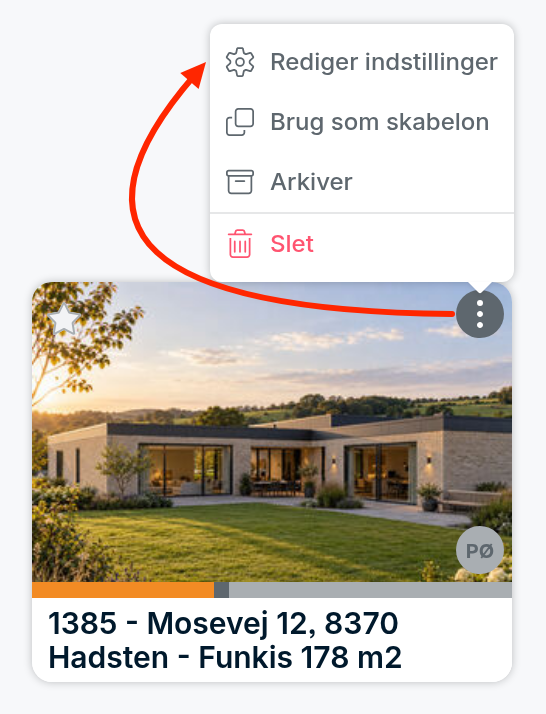 Rediger indstillinger
Brug som skabelon
Arkiver
Slet
PØ
1385 - Mosevej 12, 8370
Hadsten - Funkis 178 m2